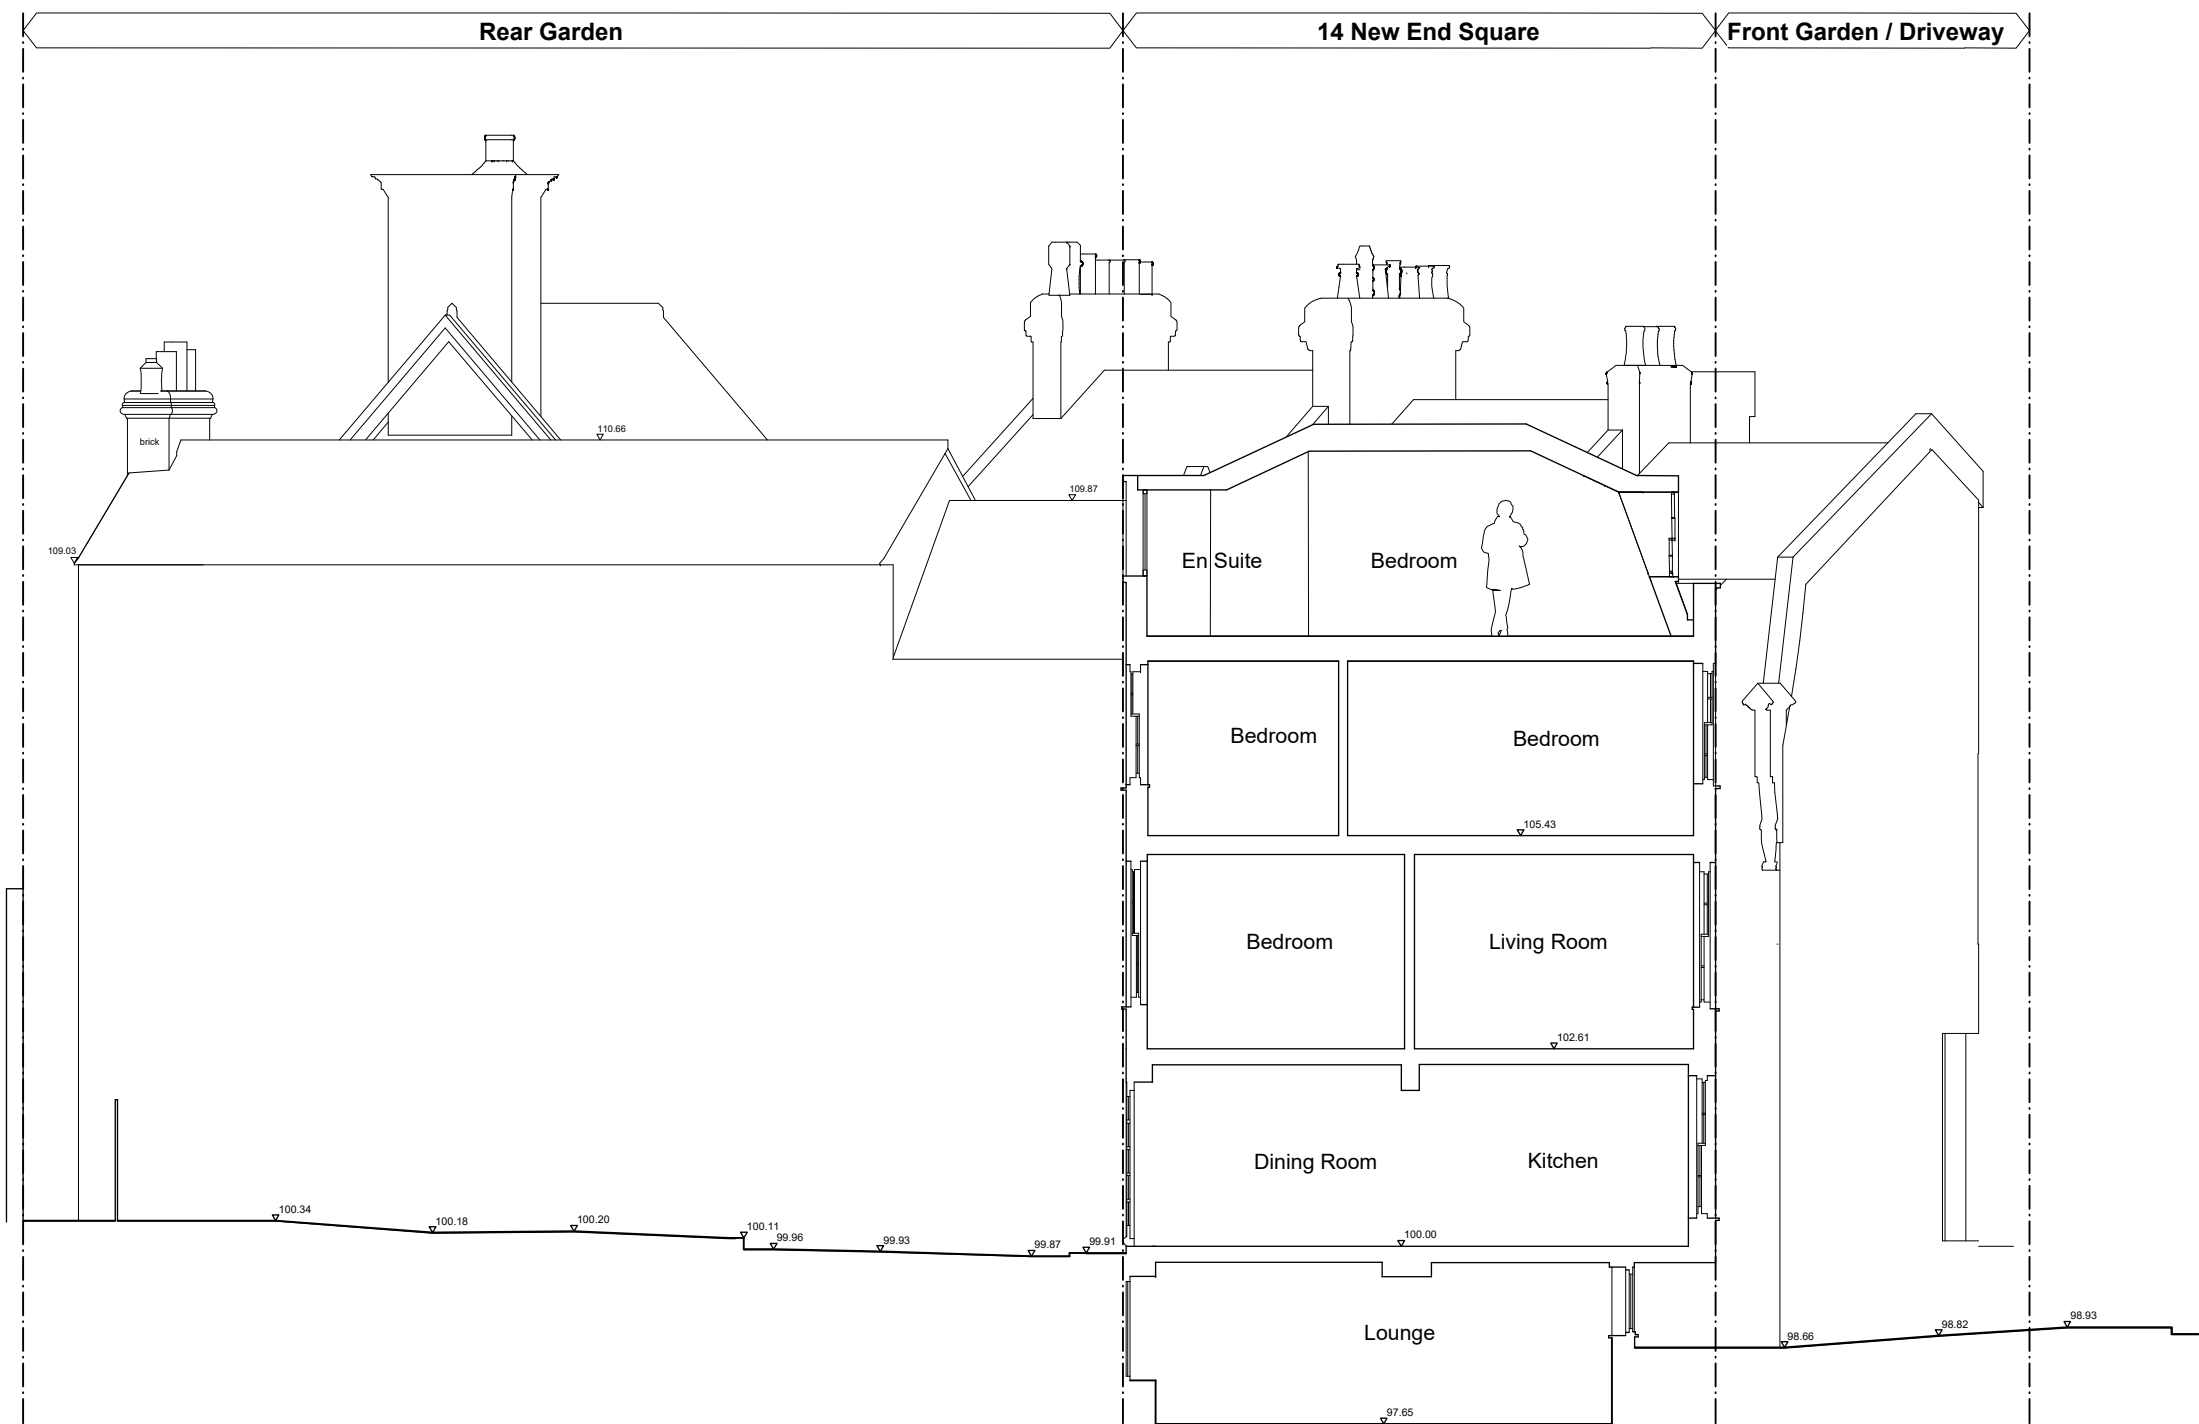 Rear Garden
14 New End Square
Front Garden / Driveway
brick
110.66
109.87
109.03
En Suite
Bedroom
Bedroom
Bedroom
105.43
Bedroom
Living Room
102.61
Dining Room
Kitchen
100.34
100.18
100.20
100.11
99.96
99.93
99.87
99.91
100.00
Lounge
98.66
98.82
98.93
97.65